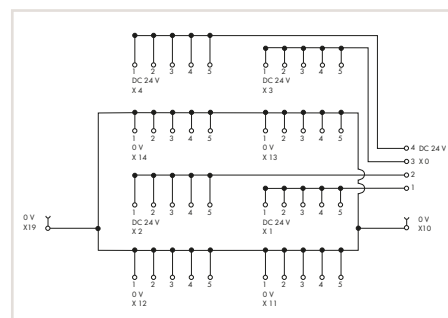 1 2 3 4 5
DC 24 V
X 4
1 2 3 4 5
DC 24 V
X 3
1 2 3 4 5
0 V
X 14
1 2 3 4 5
0 V
X 13
4 DC 24 V
3 X 0
2
1
1 2 3 4 5
DC 24 V
X 2
1 2 3 4 5
DC 24 V
X 1
0 V
X19
0 V
X10
1 2 3 4 5
0 V
X 12
1 2 3 4 5
0 V
X 11